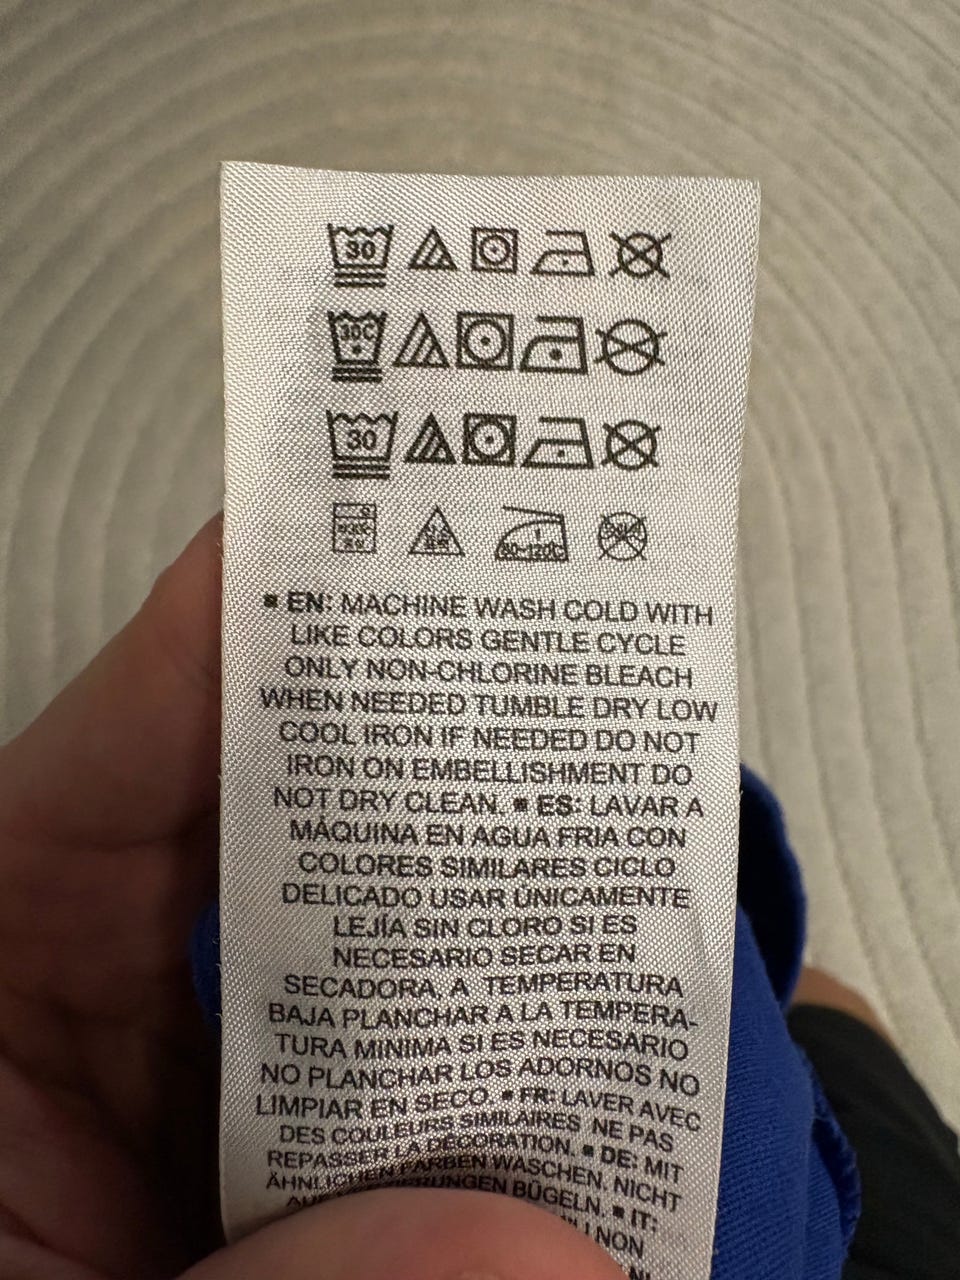 30
30C
30
80-120C
■ EN: MACHINE WASH COLD WITH
LIKE COLORS GENTLE CYCLE
ONLY NON-CHLORINE BLEACH
WHEN NEEDED TUMBLE DRY LOW
COOL IRON IF NEEDED DO NOT
IRON ON EMBELLISHMENT DO
NOT DRY CLEAN. ■ ES: LAVAR A
MÁQUINA EN AGUA FRIA CON
COLORES SIMILARES CICLO
DELICADO USAR ÚNICAMENTE
LEJÍA SIN CLORO SI ES
NECESARIO SECAR EN
SECADORA, A TEMPERATURA
BAJA PLANCHAR A LA TEMPERA-
TURA MINIMA SI ES NECESARIO
NO PLANCHAR LOS ADORNOS NO
LIMPIAR EN SECO. ■ FR: LAVER AVEC
DES COULEURS SIMILAIRES NE PAS
REPASSER LA DÉCORATION. ■ DE: MIT
ÄHNLICHEN FARBEN WASCHEN. NICHT
BÜGELN. ■ IT:
NON